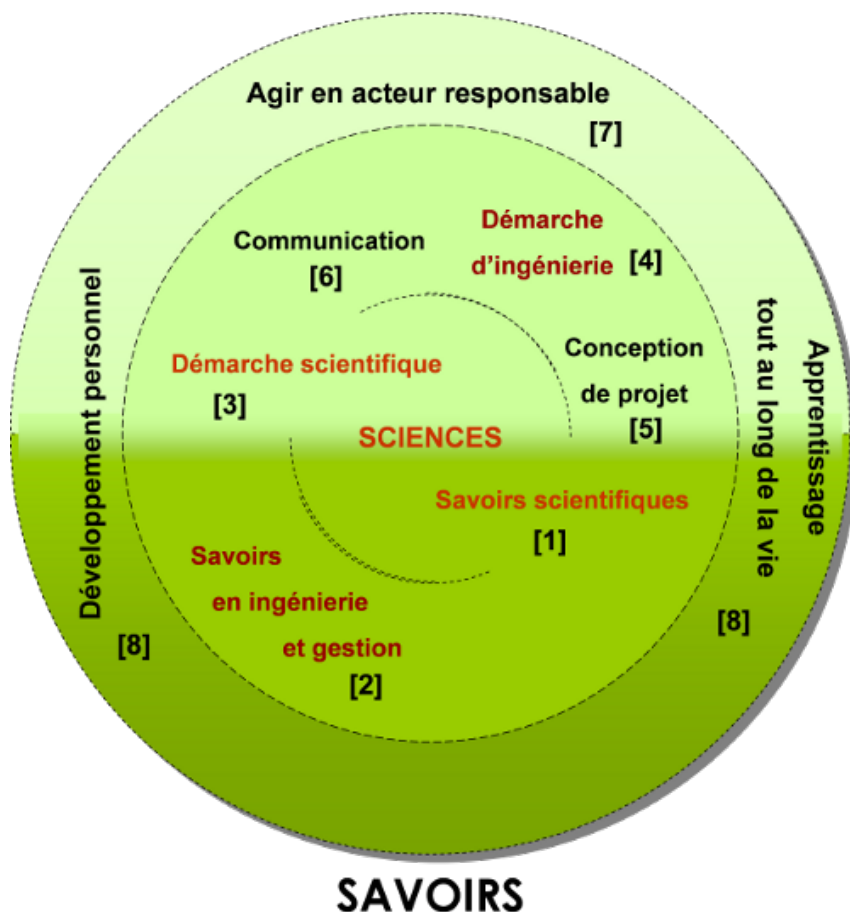 Agir en acteur responsable
[7]
Communication
[6]
Démarche
d'ingénierie [4]
Développement personnel
[8]
Démarche scientifique
[3]
Conception
de projet
[5]
Apprentissage
tout au long de la vie
[8]
SCIENCES
Savoirs scientifiques
[1]
Savoirs
en ingénierie
et gestion
[2]
SAVOIRS